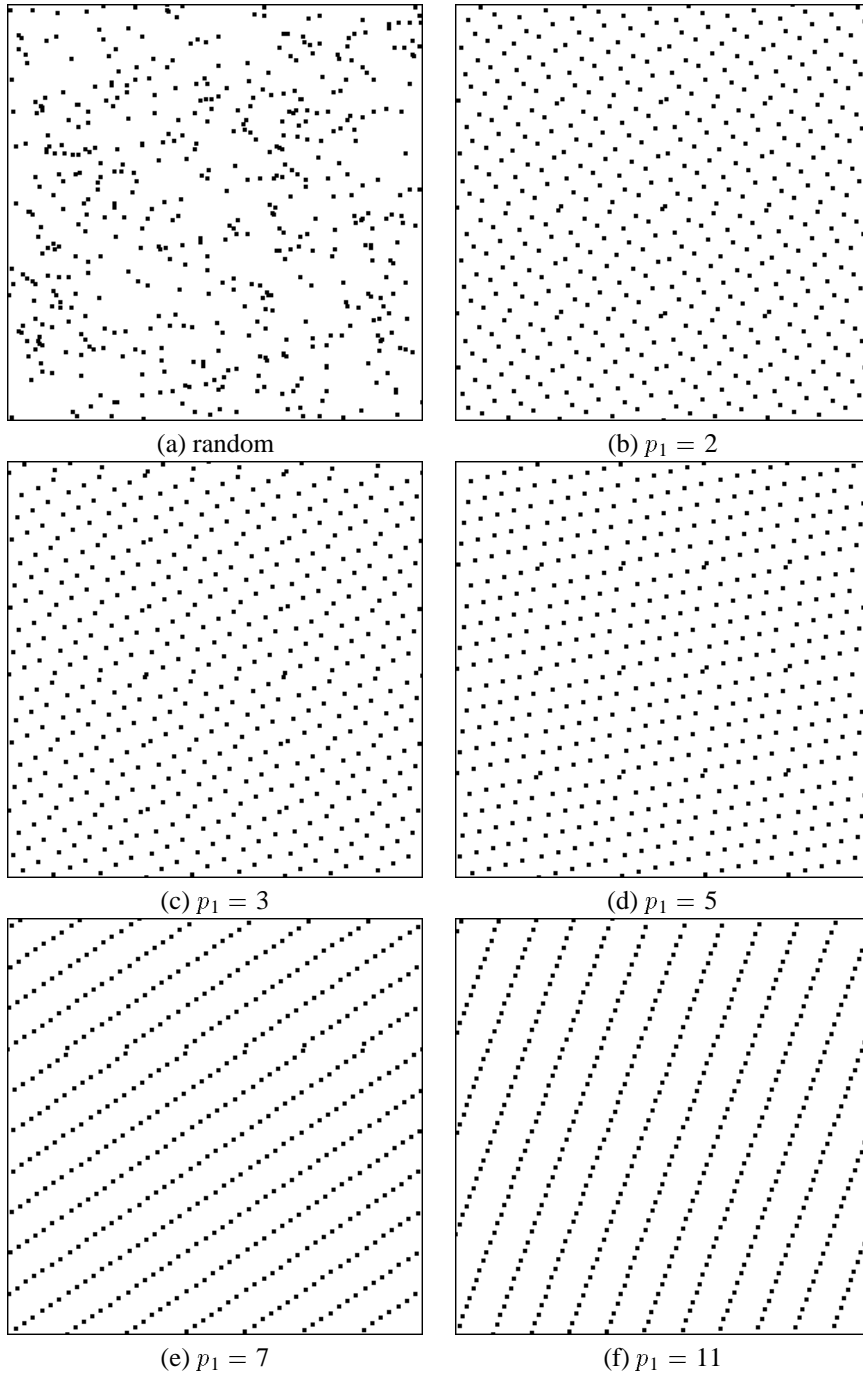 (a) random
(b) p₁ = 2
(c) p₁ = 3
(d) p₁ = 5
(e) p₁ = 7
(f) p₁ = 11